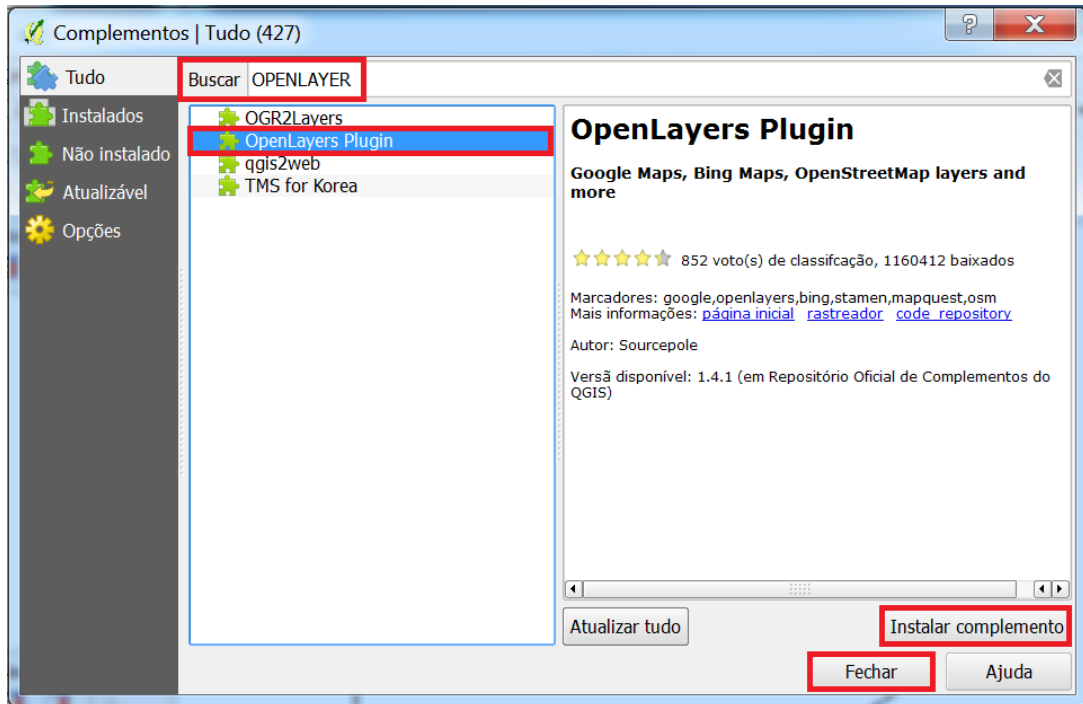 Complementos | Tudo (427)
Tudo
Instalados
Não instalado
Atualizável
Opções
Buscar OPENLAYER
OGR2Layers
OpenLayers Plugin
qgis2web
TMS for Korea
OpenLayers Plugin
Google Maps, Bing Maps, OpenStreetMap layers and
more
852 voto(s) de classifcação, 1160412 baixados
Marcadores: google,openlayers,bing,stamen,mapquest,osm
Mais informações: página inicial rastreador code_repository
Autor: Sourcepole
Versã disponível: 1.4.1 (em Repositório Oficial de Complementos do
QGIS)
Atualizar tudo
Instalar complemento
Fechar
Ajuda